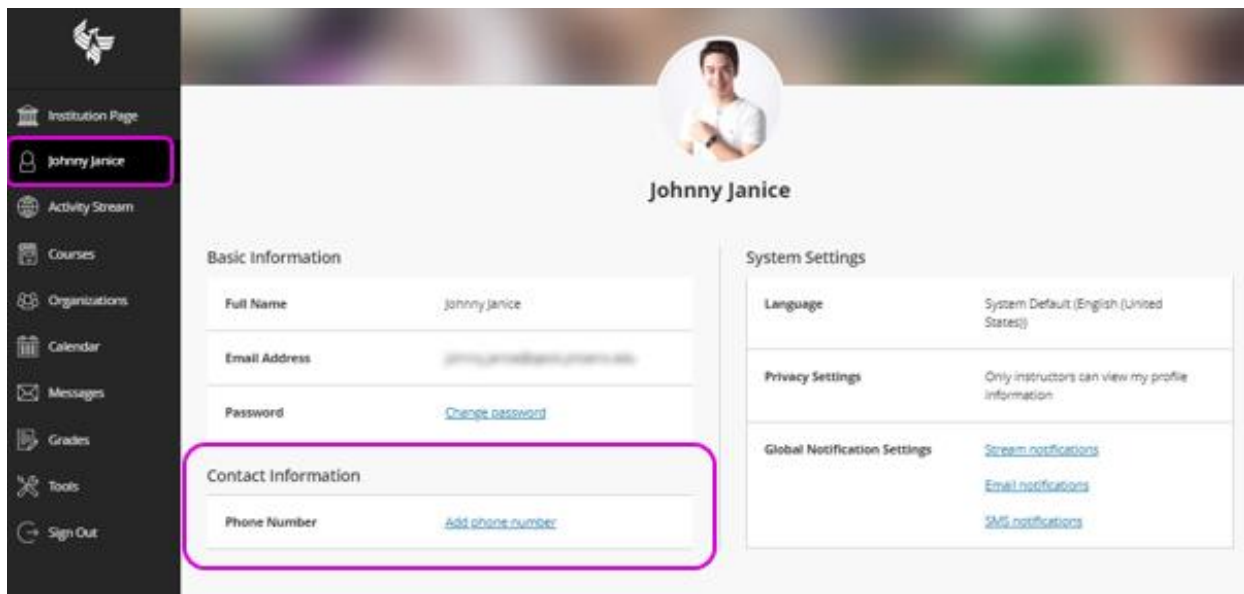 Institution Page
Johnny Janice
Activity Stream
Courses
Organizations
Calendar
Messages
Grades
Tools
Sign Out
Johnny Janice
Basic Information
Full Name Johnny Janice
Email Address
Password Change password
Contact Information
Phone Number Add phone number
System Settings
Language System Default (English (United
States))
Privacy Settings Only instructors can view my profile
information
Global Notification Settings Stream notifications
Email notifications
SMS notifications